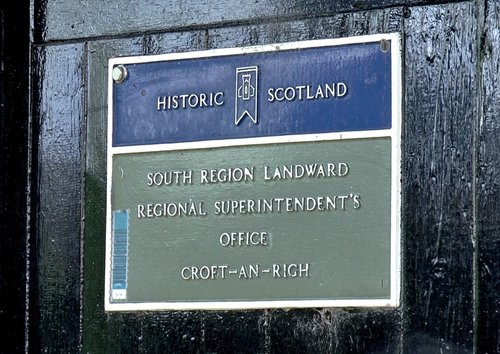 HISTORIC SCOTLAND
SOUTH REGION LANDWARD
REGIONAL SUPERINTENDENT'S
OFFICE
CROFT-AN-RIGH